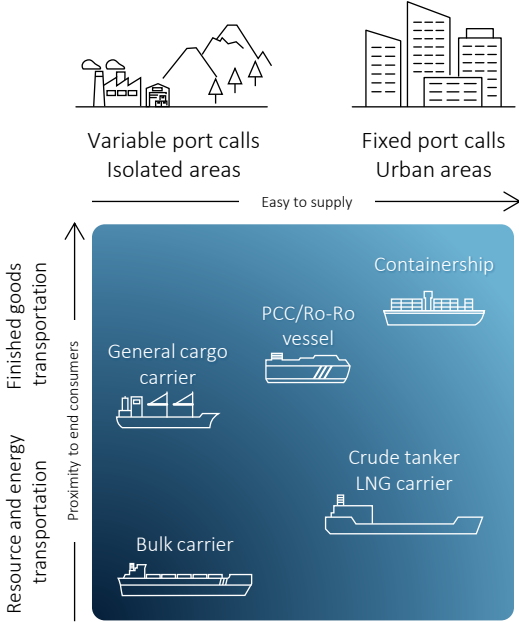 Variable port calls
Isolated areas
Fixed port calls
Urban areas
Easy to supply
Finished goods
transportation
Resource and energy
transportation
Proximity to end consumers
Containership
PCC/Ro-Ro
vessel
General cargo
carrier
Crude tanker
LNG carrier
Bulk carrier